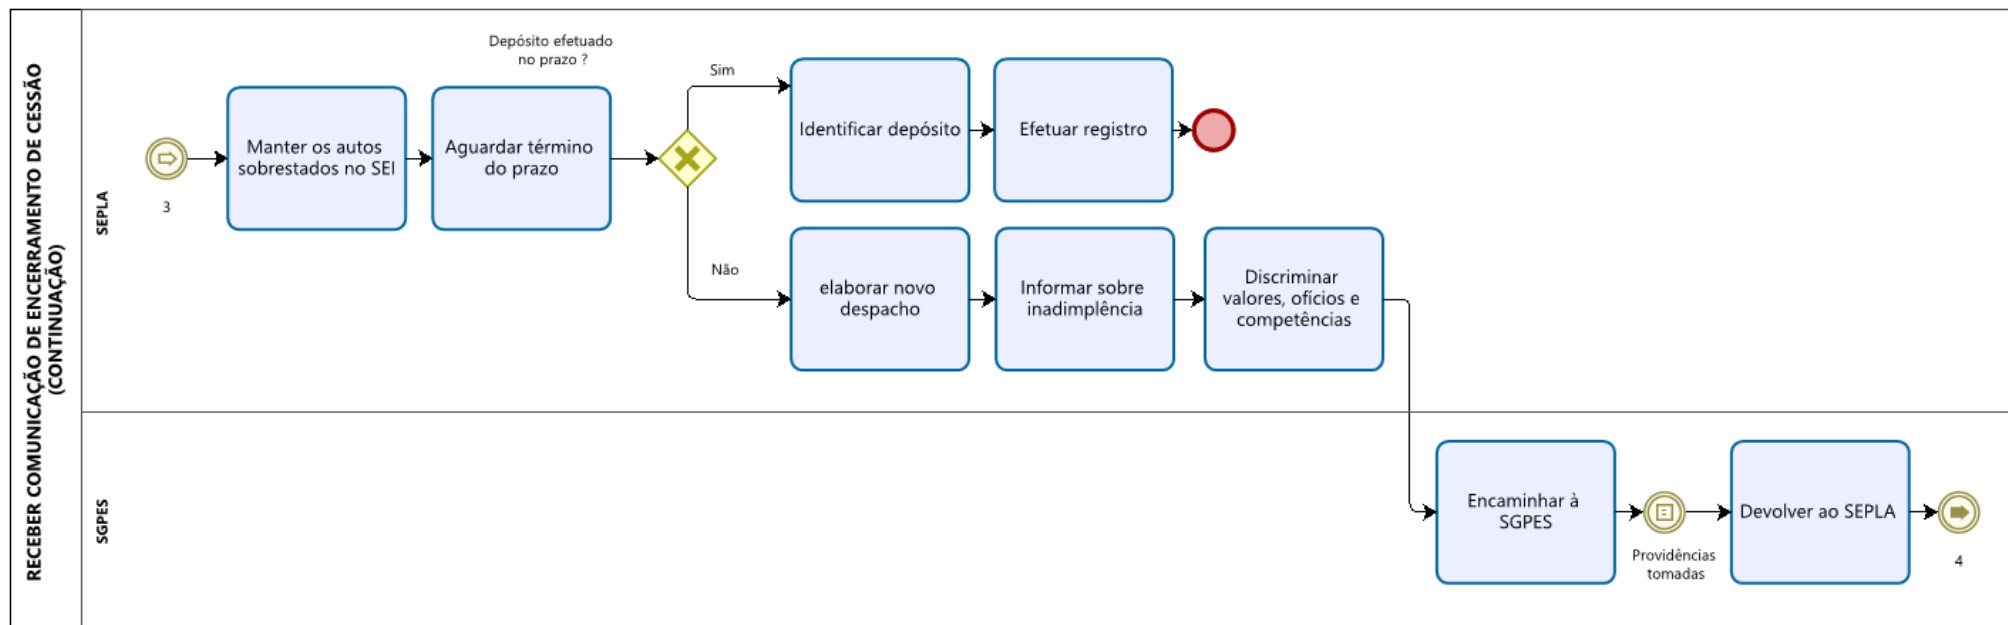 RECEBER COMUNICAÇÃO DE ENCERRAMENTO DE CESSÃO
(CONTINUAÇÃO)
SEPLA
3
Manter os autos
sobrestados no SEI
Aguardar término
do prazo
Depósito efetuado
no prazo ?
Sim
Identificar depósito
Efetuar registro
Não
elaborar novo
despacho
Informar sobre
inadimplência
Discriminar
valores, ofícios e
competências
SGPES
Encaminhar à
SGPES
Providências
tomadas
Devolver ao SEPLA
4